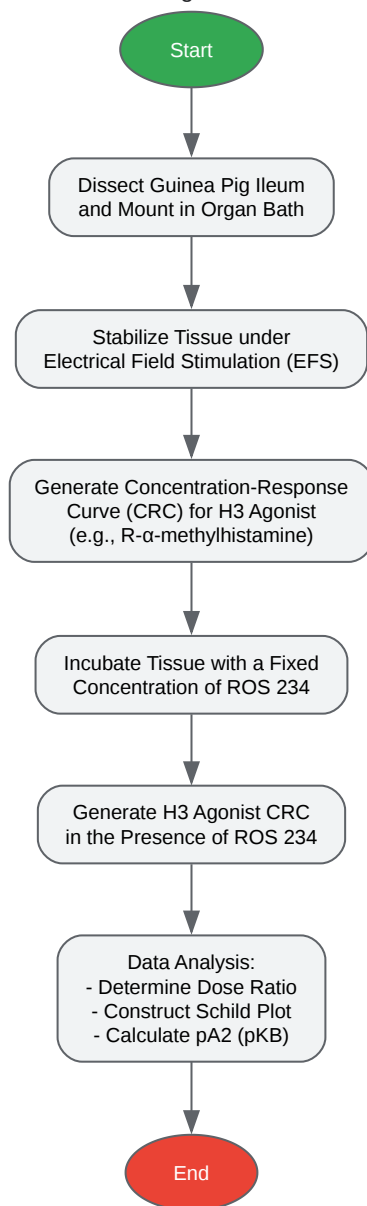 Start
Dissect Guinea Pig Ileum
and Mount in Organ Bath
Stabilize Tissue under
Electrical Field Stimulation (EFS)
Generate Concentration-Response
Curve (CRC) for H3 Agonist
(e.g., R-α-methylhistamine)
Incubate Tissue with a Fixed
Concentration of ROS 234
Generate H3 Agonist CRC
in the Presence of ROS 234
Data Analysis:
- Determine Dose Ratio
- Construct Schild Plot
- Calculate pA2 (pKB)
End